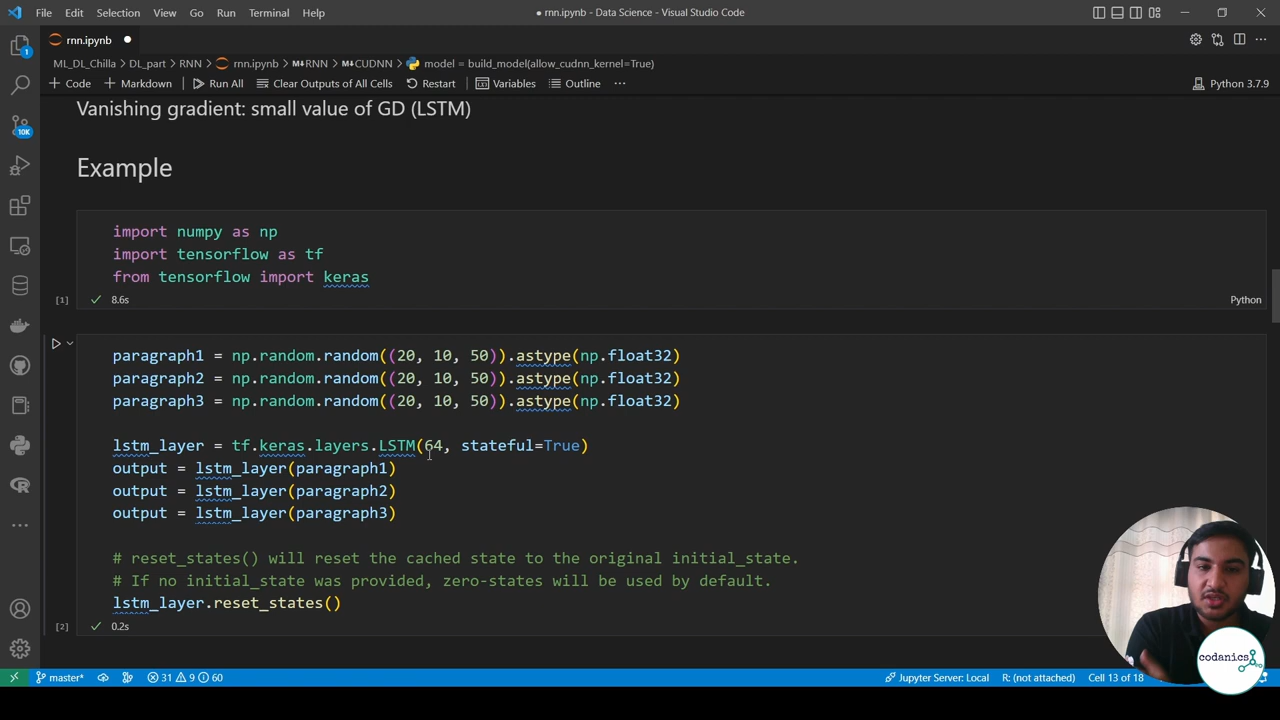 File Edit Selection View Go Run Terminal Help
● rnn.ipynb - Data Science - Visual Studio Code
rnn.ipynb ●
ML_DL_Chilla > DL_part > RNN > rnn.ipynb > RNN > CUDNN > model = build_model(allow_cudnn_kernel=True)
+ Code + Markdown Run All Clear Outputs of All Cells Restart Variables Outline ··· Python 3.7.9
Vanishing gradient: small value of GD (LSTM)
Example
import numpy as np
import tensorflow as tf
from tensorflow import keras
[1] ✓ 8.6s Python
paragraph1 = np.random.random((20, 10, 50)).astype(np.float32)
paragraph2 = np.random.random((20, 10, 50)).astype(np.float32)
paragraph3 = np.random.random((20, 10, 50)).astype(np.float32)
lstm_layer = tf.keras.layers.LSTM(64, stateful=True)
output = lstm_layer(paragraph1)
output = lstm_layer(paragraph2)
output = lstm_layer(paragraph3)
# reset_states() will reset the cached state to the original initial_state.
# If no initial_state was provided, zero-states will be used by default.
lstm_layer.reset_states()
[2] ✓ 0.2s
1
10K
codanics
master* 31 9 60 Jupyter Server: Local R: (not attached) Cell 13 of 18